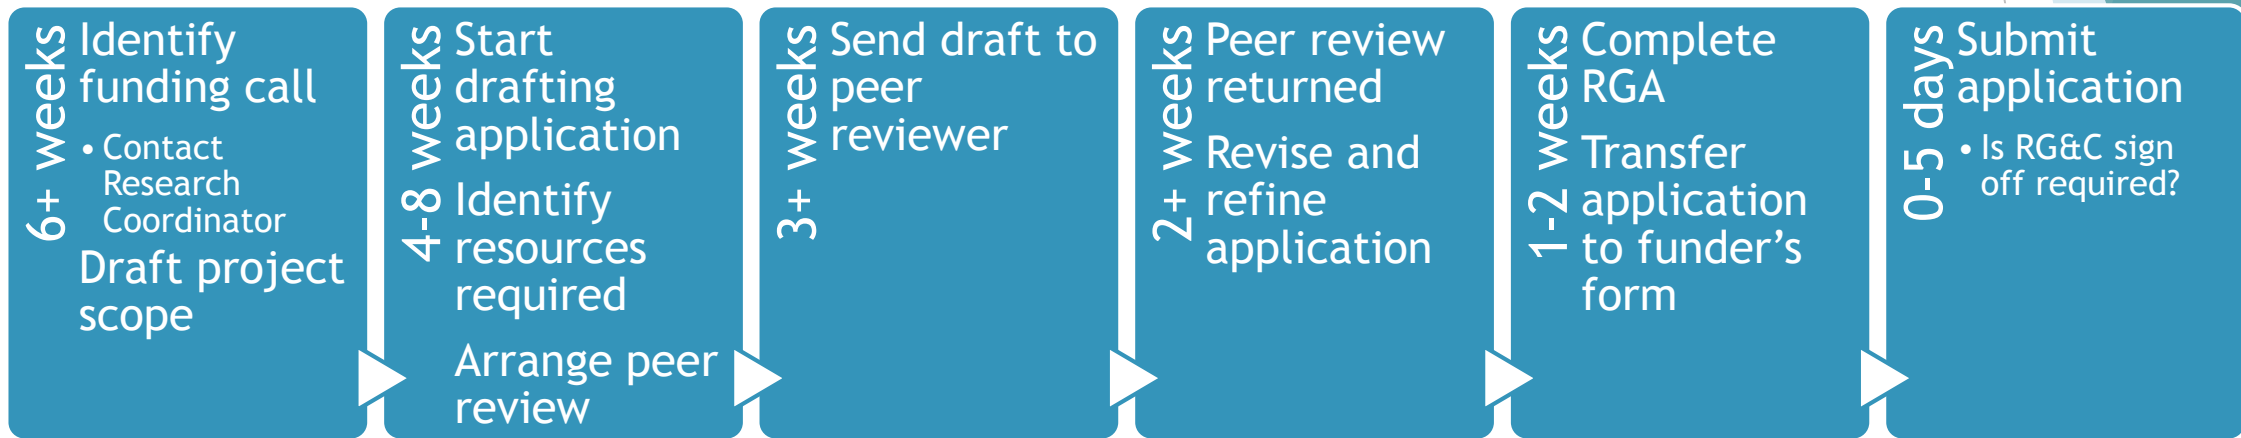 6+ weeks
Identify
funding call
• Contact
Research
Coordinator
Draft project
scope
4-8 weeks
Start
drafting
application
Identify
resources
required
Arrange peer
review
3+ weeks
Send draft to
peer
reviewer
2+ weeks
Peer review
returned
Revise and
refine
application
1-2 weeks
Complete
RGA
Transfer
application
to funder’s
form
0-5 days
Submit
application
• Is RG&C sign
off required?